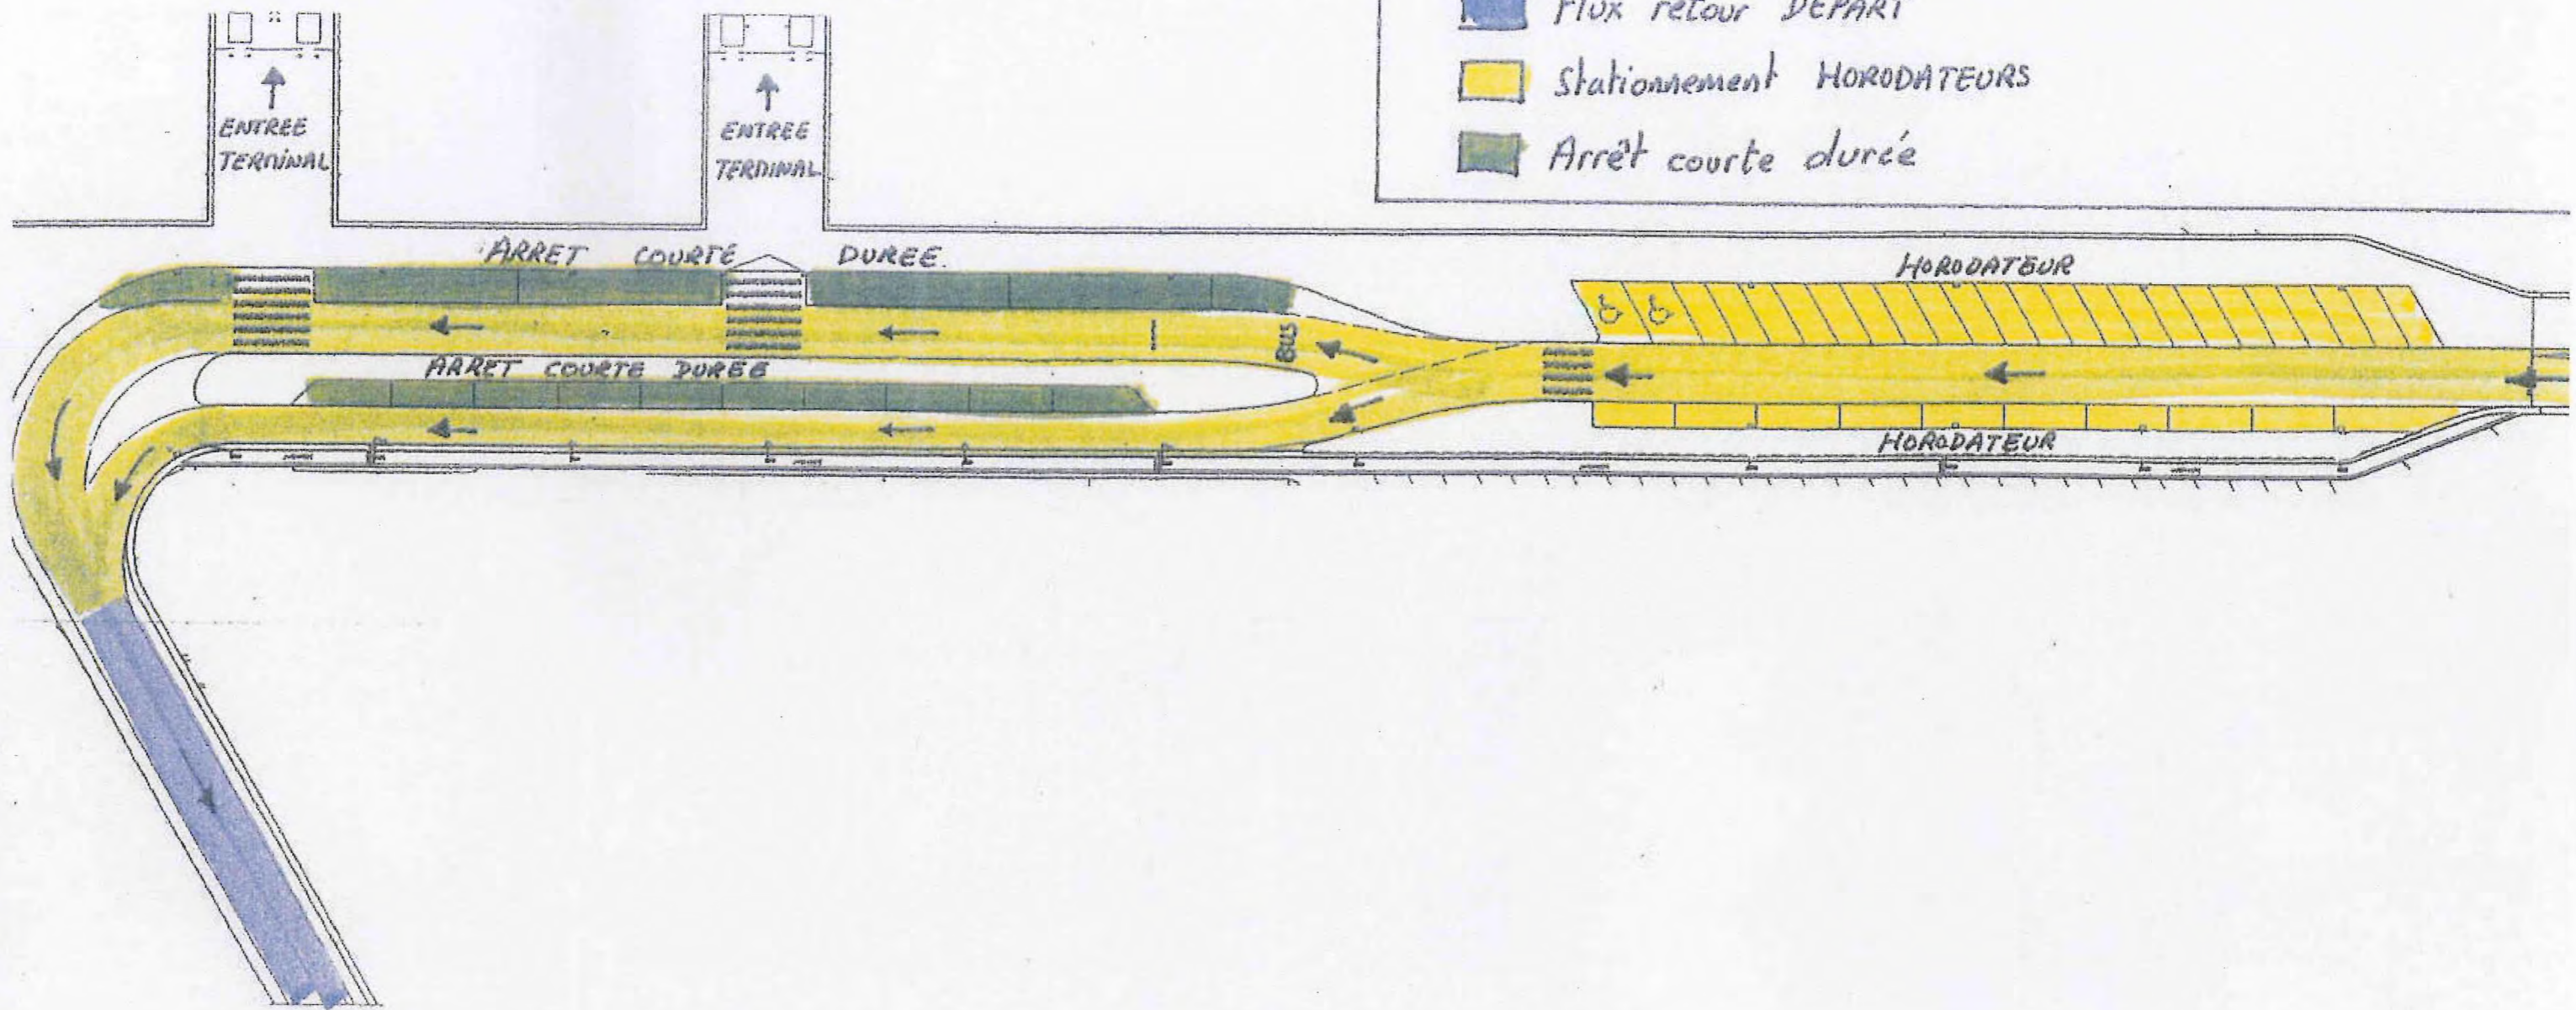 Flux retour DEPART
Stationnement HORODATEURS
Arrêt courte durée
ENTREE
TERMINAL
ENTREE
TERMINAL
ARRET COURTE DUREE.
HORODATEUR
BUS
ARRET COURTE DUREE
HORODATEUR